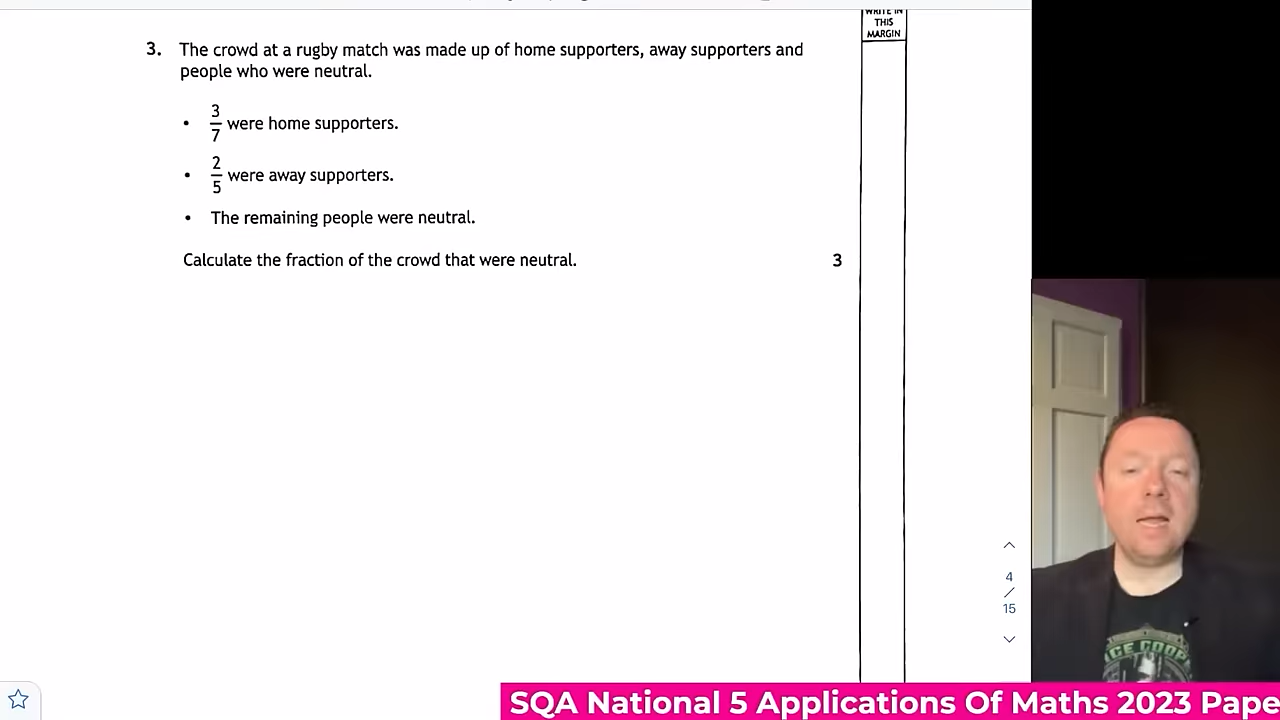 WRITE IN
THIS
MARGIN
3. The crowd at a rugby match was made up of home supporters, away supporters and
people who were neutral.
• 3/7 were home supporters.
• 2/5 were away supporters.
• The remaining people were neutral.
Calculate the fraction of the crowd that were neutral. 3
4
/
15
SQA National 5 Applications Of Maths 2023 Pape